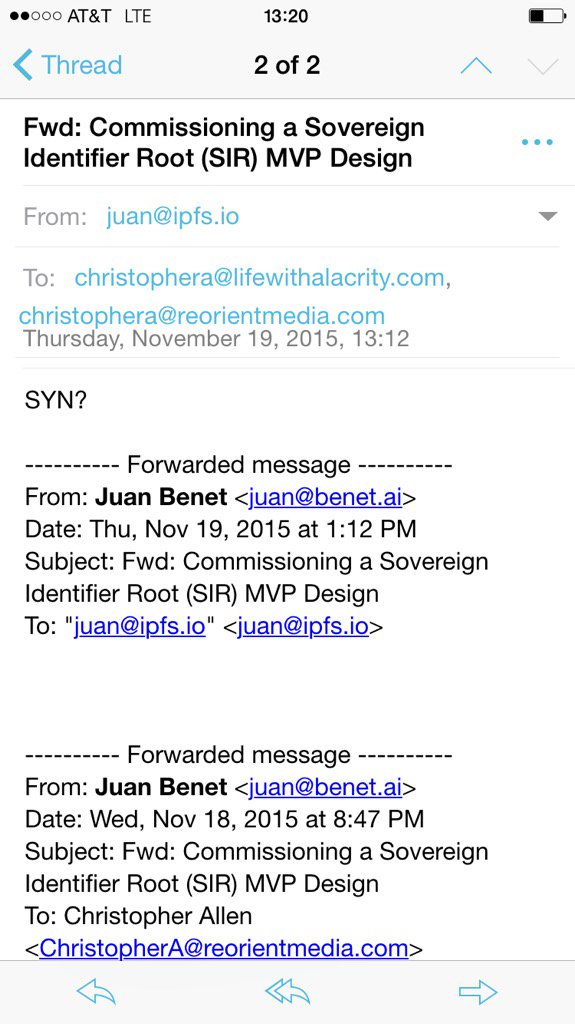 AT&T LTE 13:20
Thread 2 of 2
Fwd: Commissioning a Sovereign
Identifier Root (SIR) MVP Design
From: juan@ipfs.io
To: christophera@lifewithalacrity.com,
christophera@reorientmedia.com
Thursday, November 19, 2015, 13:12
SYN?
---------- Forwarded message ----------
From: Juan Benet <juan@benet.ai>
Date: Thu, Nov 19, 2015 at 1:12 PM
Subject: Fwd: Commissioning a Sovereign
Identifier Root (SIR) MVP Design
To: "juan@ipfs.io" <juan@ipfs.io>
---------- Forwarded message ----------
From: Juan Benet <juan@benet.ai>
Date: Wed, Nov 18, 2015 at 8:47 PM
Subject: Fwd: Commissioning a Sovereign
Identifier Root (SIR) MVP Design
To: Christopher Allen
<ChristopherA@reorientmedia.com>